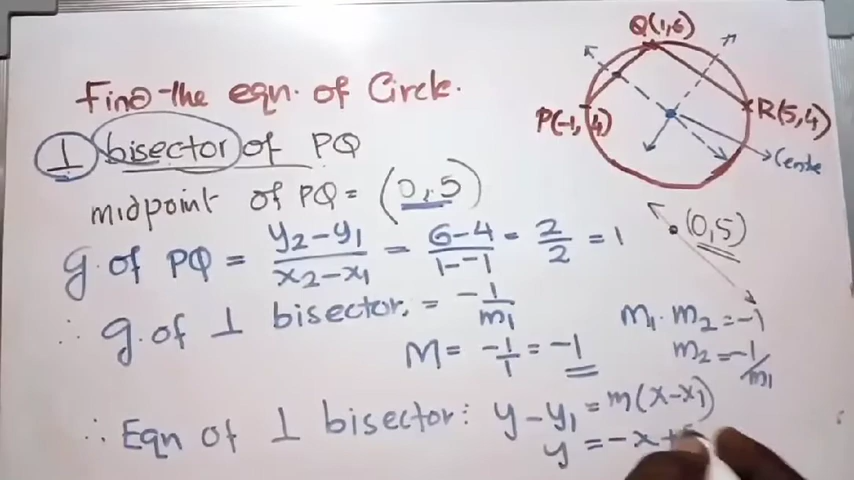 Find the eqn. of Circle.
⊥ bisector of PQ
midpoint of PQ = (0,5)
g. of PQ = y2-y1/x2-x1 = 6-4/1--1 = 2/2 = 1
∴ g. of ⊥ bisector. = -1/m1
M = -1/1 = -1
∴ Eqn of ⊥ bisector: y-y1 = m(x-x1)
y = -x+
Q(1,6)
P(-1,4)
R(5,4)
Centre
(0,5)
m1.m2 = -1
m2 = -1/m1